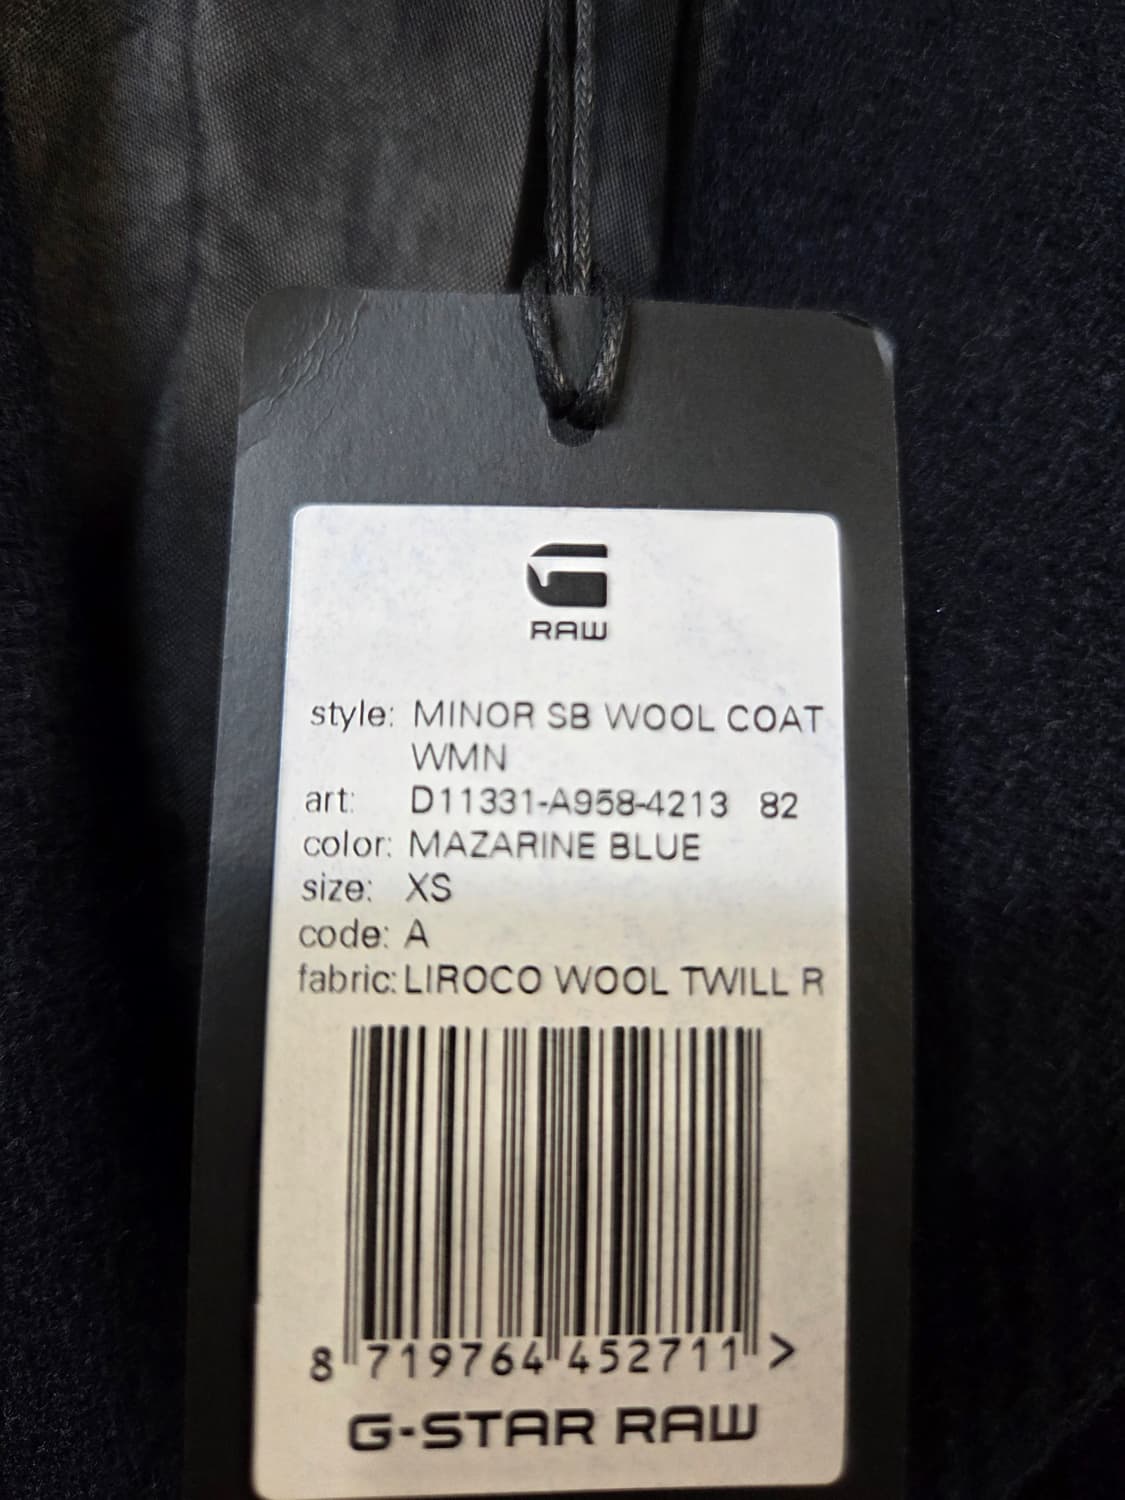 RAW
style: MINOR SB WOOL COAT
WMN
art: D11331-A958-4213 82
color: MAZARINE BLUE
size: XS
code: A
fabric: LIROCO WOOL TWILL R
8 719764 452711 >
G-STAR RAW